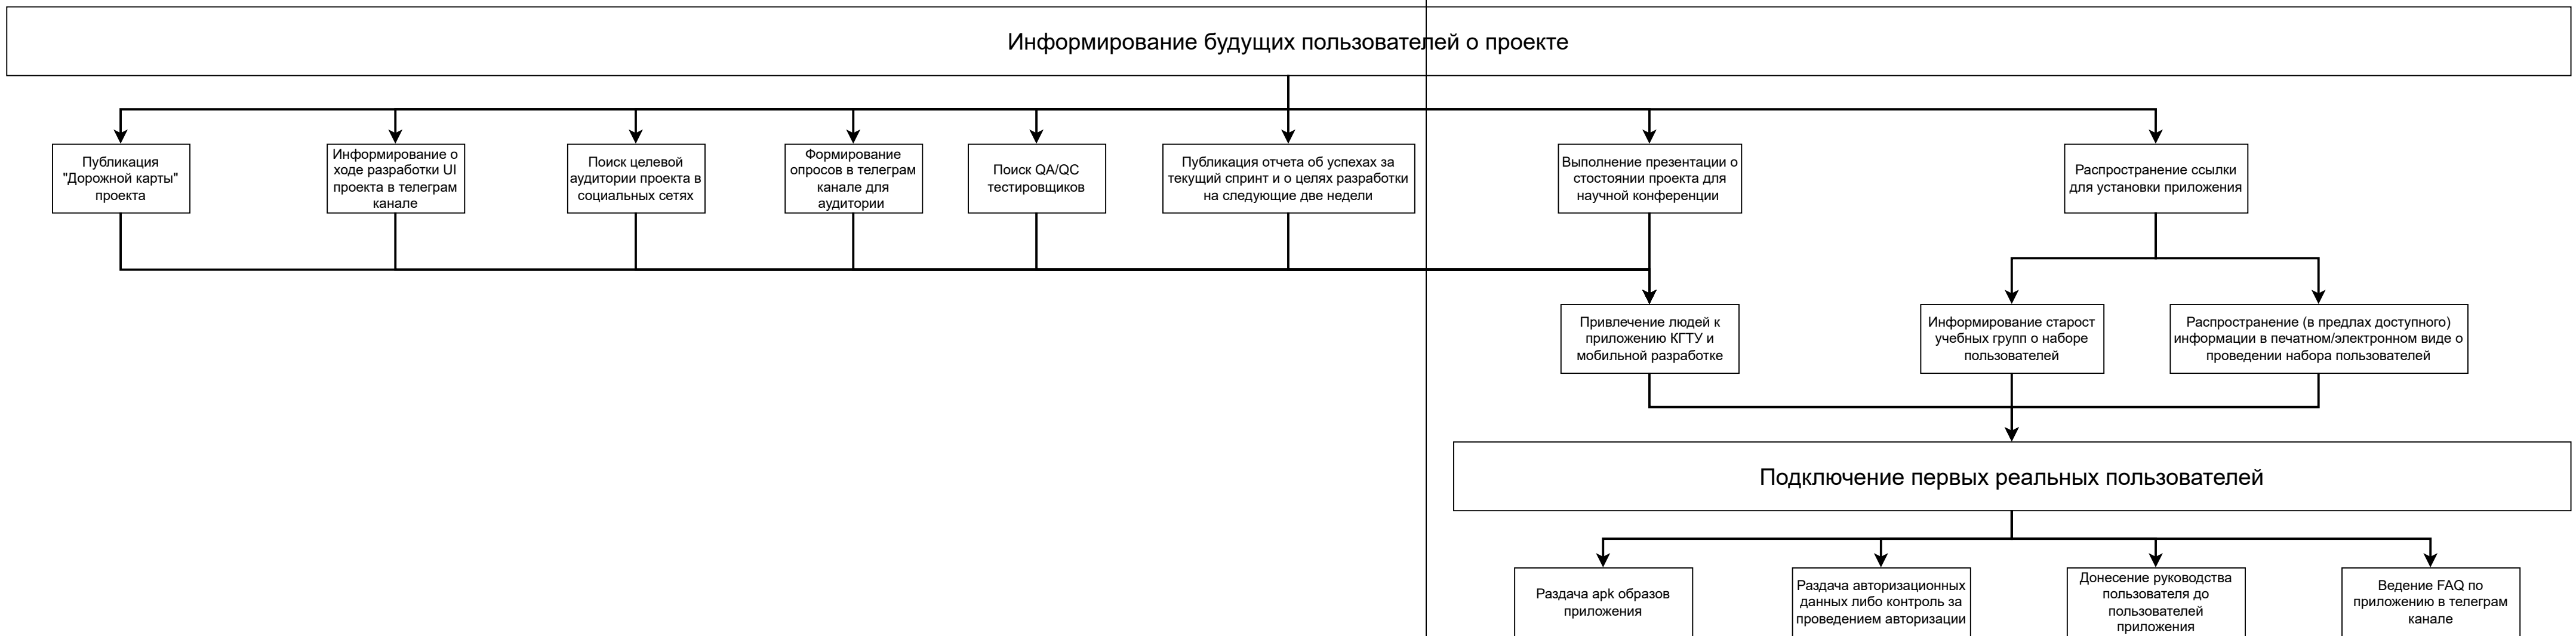 Информирование будущих пользователей о проекте
Публикация
"Дорожной карты"
проекта
Информирование о
ходе разработки UI
проекта в телеграм
канале
Поиск целевой
аудитории проекта в
социальных сетях
Формирование
опросов в телеграм
канале для
аудитории
Поиск QA/QC
тестировщиков
Публикация отчета об успехах за
текущий спринт и о целях разработки
на следующие две недели
Выполнение презентации о
стостоянии проекта для
научной конференции
Распространение ссылки
для установки приложения
Привлечение людей к
приложению КГТУ и
мобильной разработке
Информирование старост
учебных групп о наборе
пользователей
Распространение (в предлах доступного)
информации в печатном/электронном виде о
проведении набора пользователей
Подключение первых реальных пользователей
Раздача apk образов
приложения
Раздача авторизационных
данных либо контроль за
проведением авторизации
Донесение руководства
пользователя до
пользователей
приложения
Ведение FAQ по
приложению в телеграм
канале